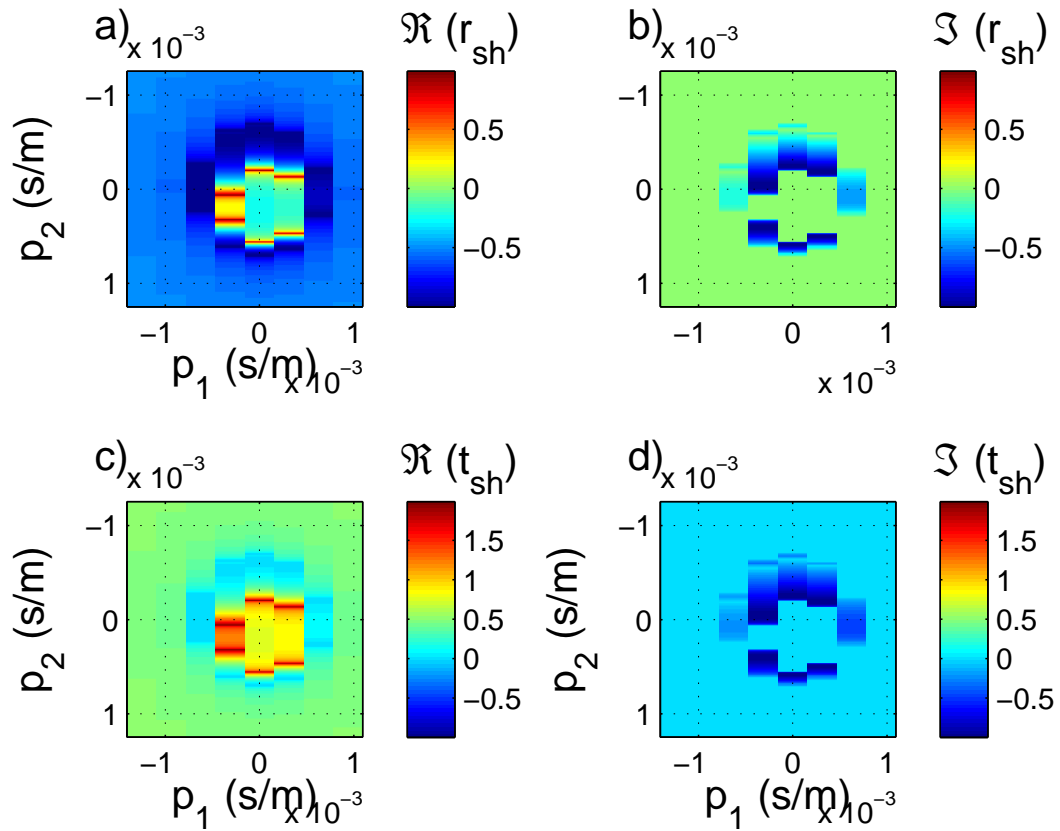 a) x 10⁻³ ℜ (r_sh)
−1
0
1
p₂ (s/m)
−1 0 1
p₁ (s/m) x 10⁻³
0.5
0
−0.5
b) x 10⁻³ ℑ (r_sh)
−1
0
1
−1 0 1
x 10⁻³
0.5
0
−0.5
c) x 10⁻³ ℜ (t_sh)
−1
0
1
p₂ (s/m)
−1 0 1
p₁ (s/m) x 10⁻³
1.5
1
0.5
0
−0.5
d) x 10⁻³ ℑ (t_sh)
−1
0
1
p₂ (s/m)
−1 0 1
p₁ (s/m) x 10⁻³
1.5
1
0.5
0
−0.5